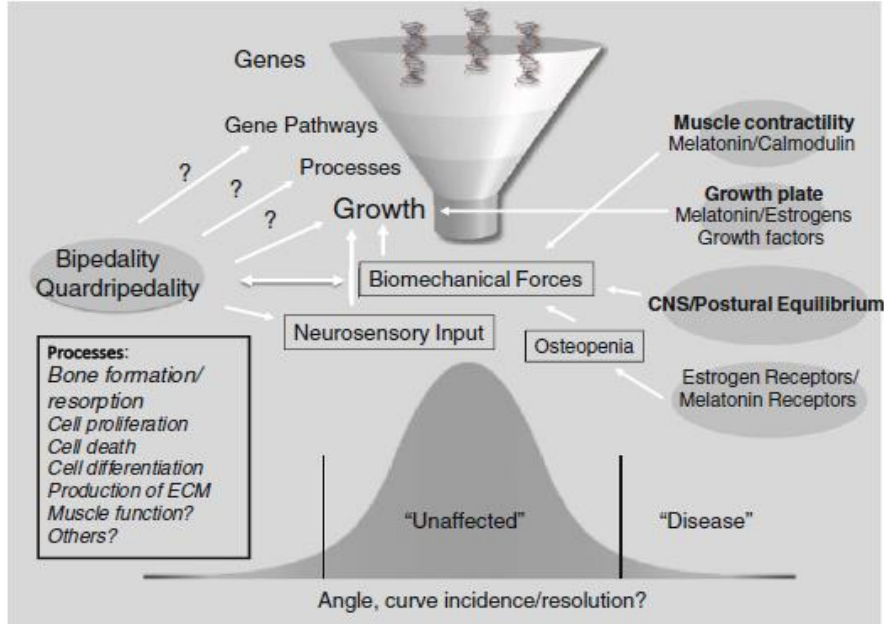 Genes
Gene Pathways
Processes
Growth
?
?
?
Bipedality
Quardripedality
Biomechanical Forces
Neurosensory Input
Osteopenia
Muscle contractility
Melatonin/Calmodulin
Growth plate
Melatonin/Estrogens
Growth factors
CNS/Postural Equilibrium
Estrogen Receptors/
Melatonin Receptors
Processes:
Bone formation/
resorption
Cell proliferation
Cell death
Cell differentiation
Production of ECM
Muscle function?
Others?
“Unaffected”
“Disease”
Angle, curve incidence/resolution?